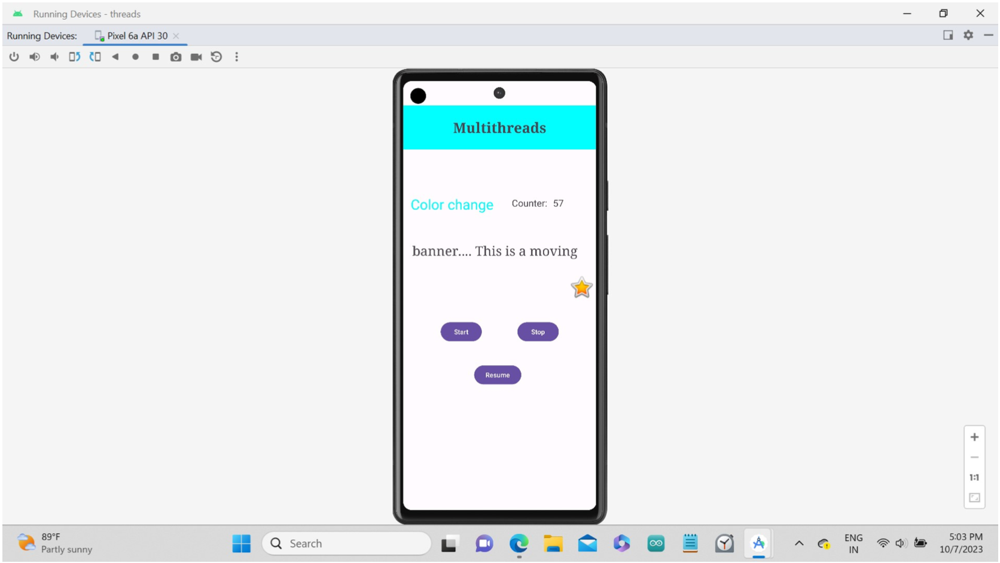 Running Devices - threads
Running Devices: Pixel 6a API 30
Multithreads
Color change Counter: 57
banner.... This is a moving
Start Stop
Resume
1:1
89°F
Partly sunny
Search
ENG
IN
5:03 PM
10/7/2023